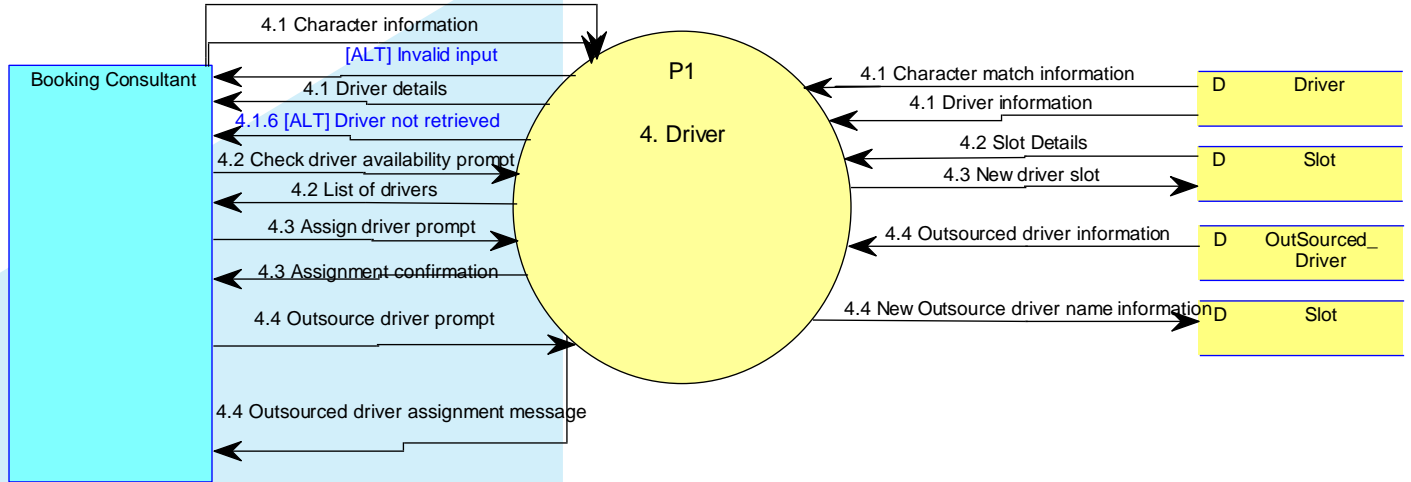 4.1 Character information
[ALT] Invalid input
Booking Consultant
4.1 Driver details
4.1.6 [ALT] Driver not retrieved
4.2 Check driver availability prompt
4.2 List of drivers
4.3 Assign driver prompt
4.3 Assignment confirmation
4.4 Outsource driver prompt
4.4 Outsourced driver assignment message
P1
4. Driver
4.1 Character match information
4.1 Driver information
4.2 Slot Details
4.3 New driver slot
4.4 Outsourced driver information
4.4 New Outsource driver name information
D Driver
D Slot
D OutSourced_
Driver
D Slot